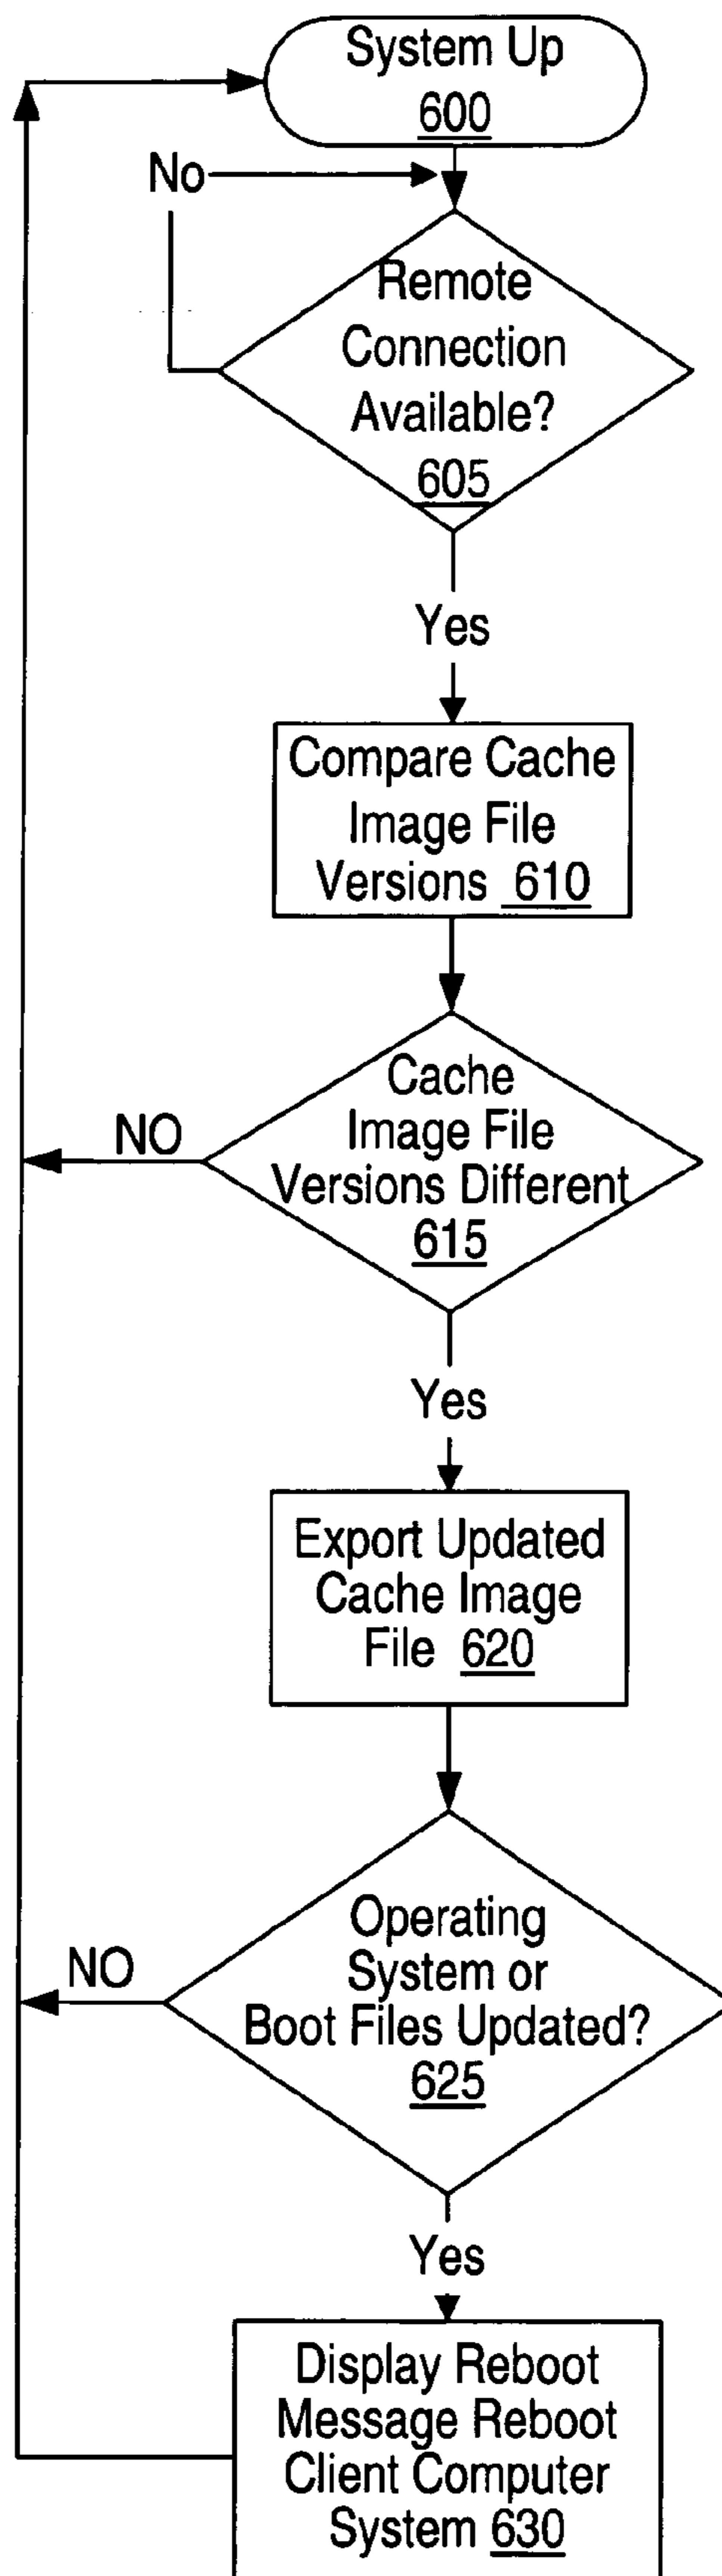 System Up
600
No
Remote
Connection
Available?
605
Yes
Compare Cache
Image File
Versions 610
Cache
Image File
Versions Different
615
NO
Yes
Export Updated
Cache Image
File 620
Operating
System or
Boot Files Updated?
625
NO
Yes
Display Reboot
Message Reboot
Client Computer
System 630